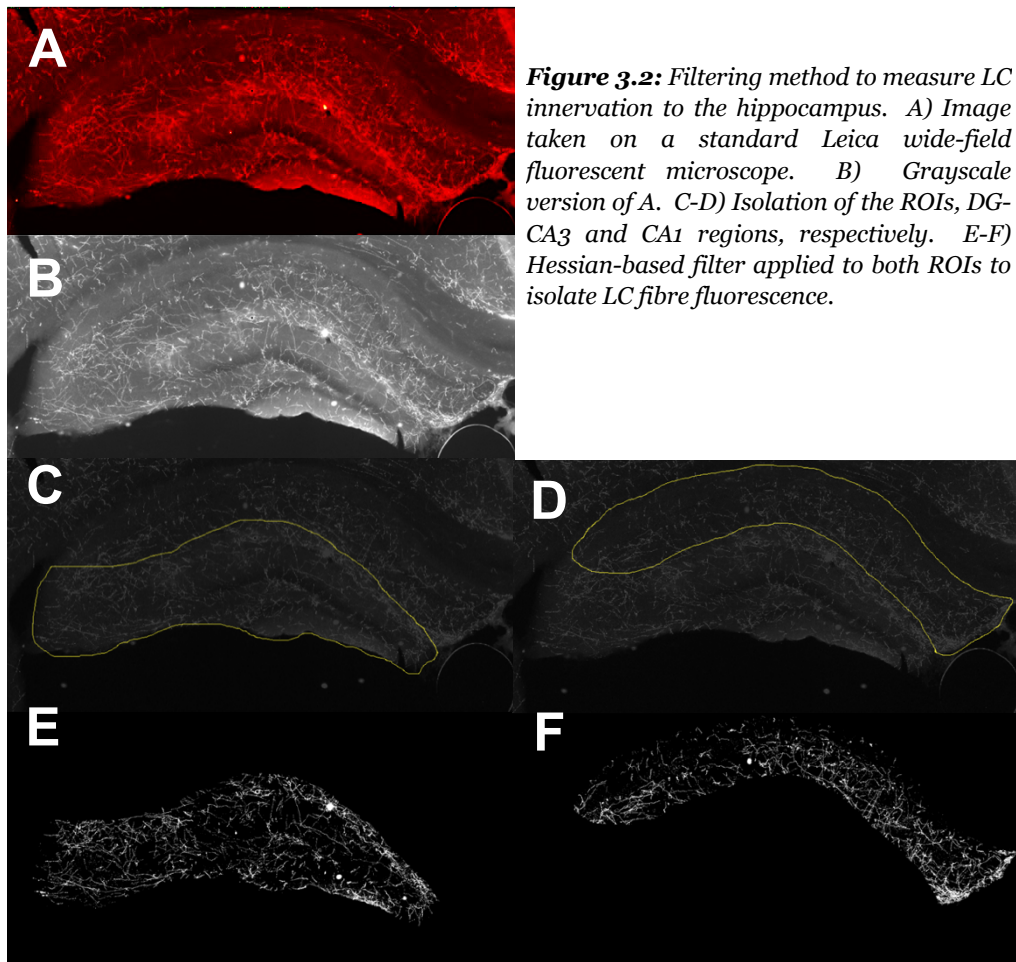 A
Figure 3.2: Filtering method to measure LC
innervation to the hippocampus. A) Image
taken on a standard Leica wide-field
fluorescent microscope. B) Grayscale
version of A. C-D) Isolation of the ROIs, DG-
CA3 and CA1 regions, respectively. E-F)
Hessian-based filter applied to both ROIs to
isolate LC fibre fluorescence.
B
C
D
E
F